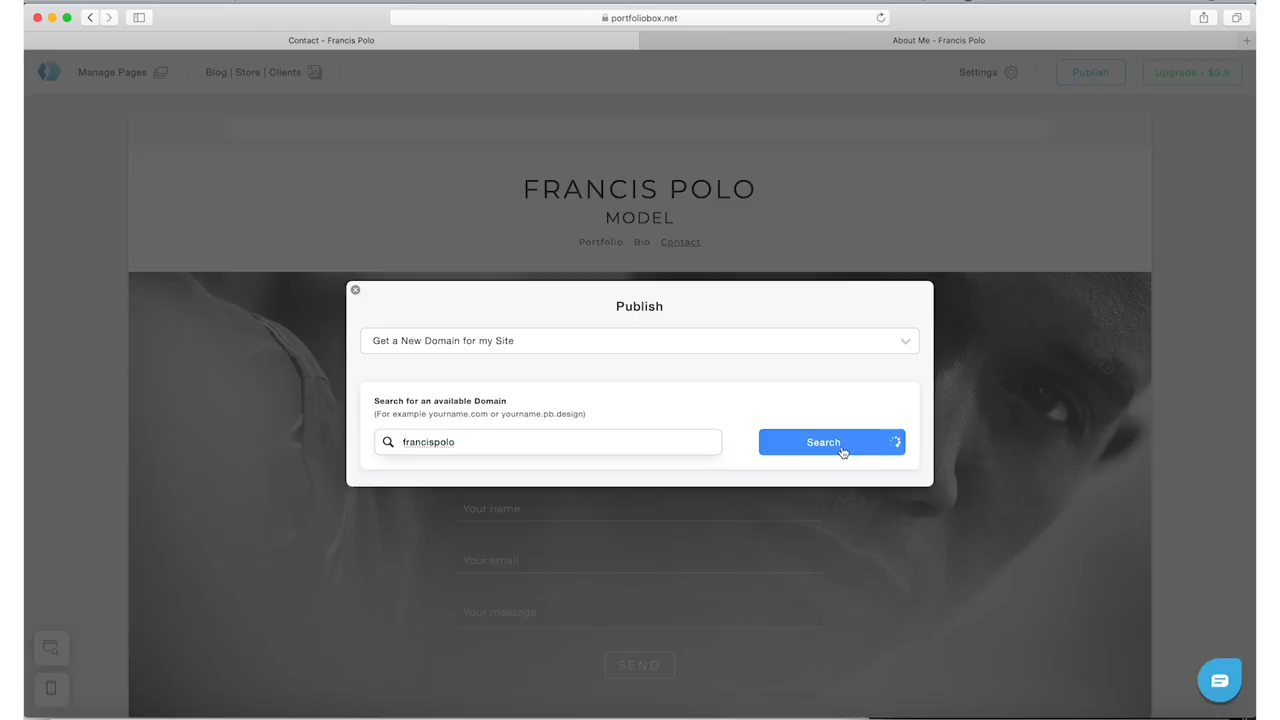 portfoliobox.net
Contact - Francis Polo
About Me - Francis Polo
Manage Pages
Blog | Store | Clients
Settings
Publish
Upgrade - $0.9
FRANCIS POLO
MODEL
Portfolio Bio Contact
Publish
Get a New Domain for my Site
Search for an available Domain
(For example yourname.com or yourname.pb.design)
francispolo
Search
Your name
Your email
Your message
SEND